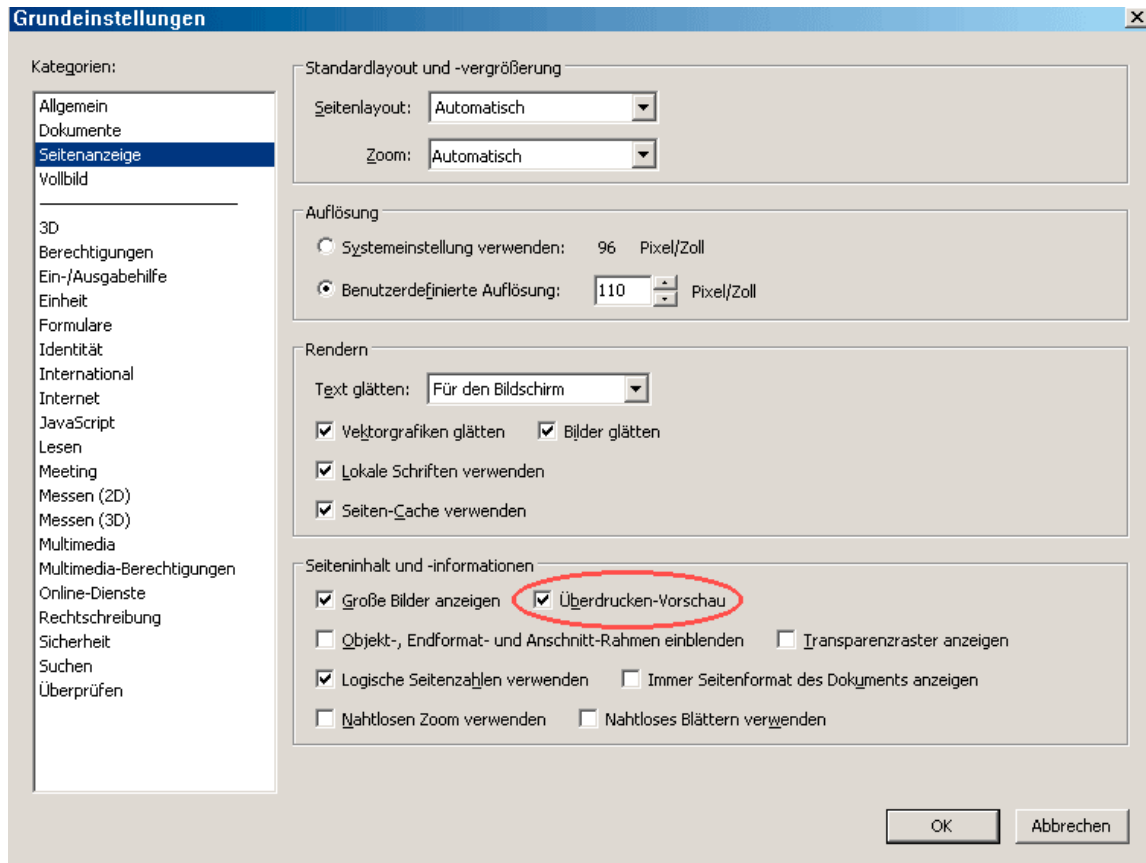 Grundeinstellungen
Kategorien:
Allgemein
Dokumente
Seitenanzeige
Vollbild
3D
Berechtigungen
Ein-/Ausgabehilfe
Einheit
Formulare
Identität
International
Internet
JavaScript
Lesen
Meeting
Messen (2D)
Messen (3D)
Multimedia
Multimedia-Berechtigungen
Online-Dienste
Rechtschreibung
Sicherheit
Suchen
Überprüfen
Standardlayout und -vergrößerung
Seitenlayout: Automatisch
Zoom: Automatisch
Auflösung
Systemeinstellung verwenden: 96 Pixel/Zoll
Benutzerdefinierte Auflösung: 110 Pixel/Zoll
Rendern
Text glätten: Für den Bildschirm
Vektorgrafiken glätten Bilder glätten
Lokale Schriften verwenden
Seiten-Cache verwenden
Seiteninhalt und -informationen
Große Bilder anzeigen Überdrucken-Vorschau
Objekt-, Endformat- und Anschnitt-Rahmen einblenden Transparenzraster anzeigen
Logische Seitenzahlen verwenden Immer Seitenformat des Dokuments anzeigen
Nahtlosen Zoom verwenden Nahtloses Blättern verwenden
OK Abbrechen